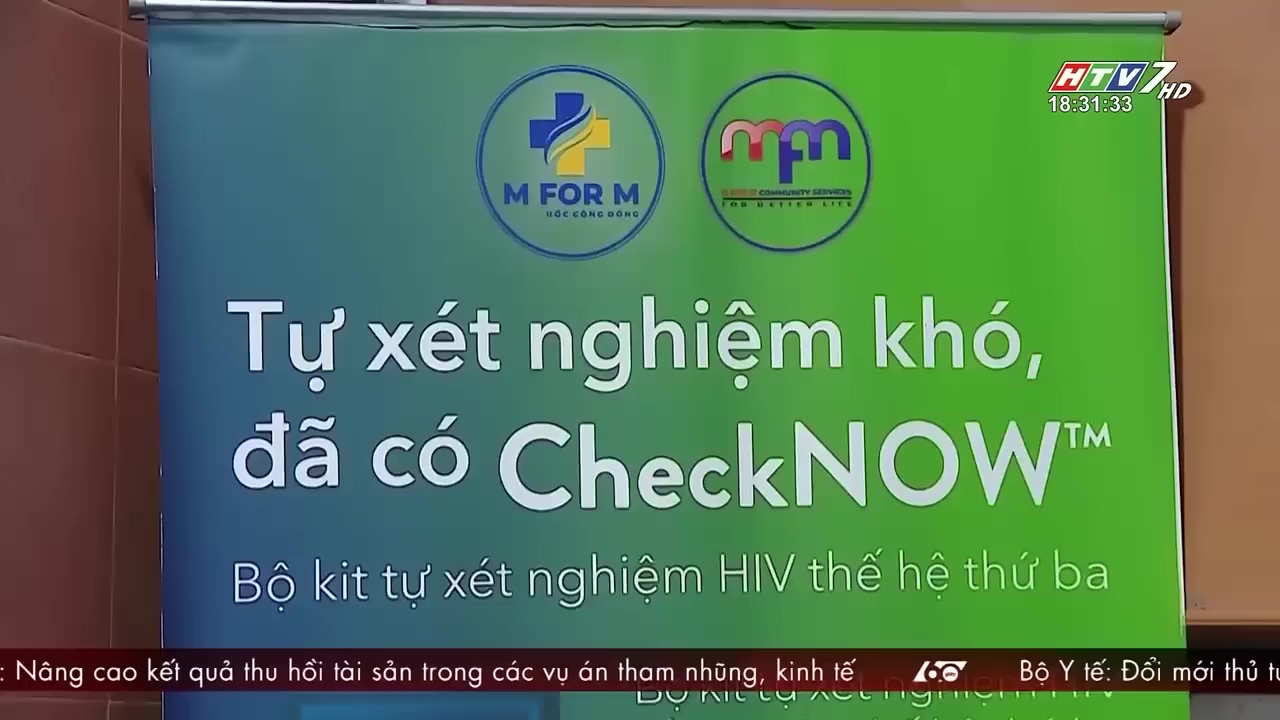 HTV7 HD
18:31:33
M FOR M
mfm
COMMUNITY SERVICES
FOR BETTER LIFE
Tự xét nghiệm khó,
đã có CheckNOW™
Bộ kit tự xét nghiệm HIV thế hệ thứ ba
: Nâng cao kết quả thu hồi tài sản trong các vụ án tham nhũng, kinh tế 60 Bộ Y tế: Đổi mới thủ tụ
Bộ kit tự xét nghiệm HIV